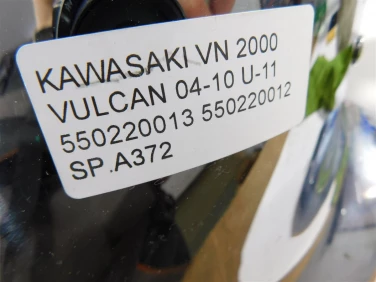 KAWASAKI VN 2000
VULCAN 04-10 U-11
550220013 550220012
SP.A372